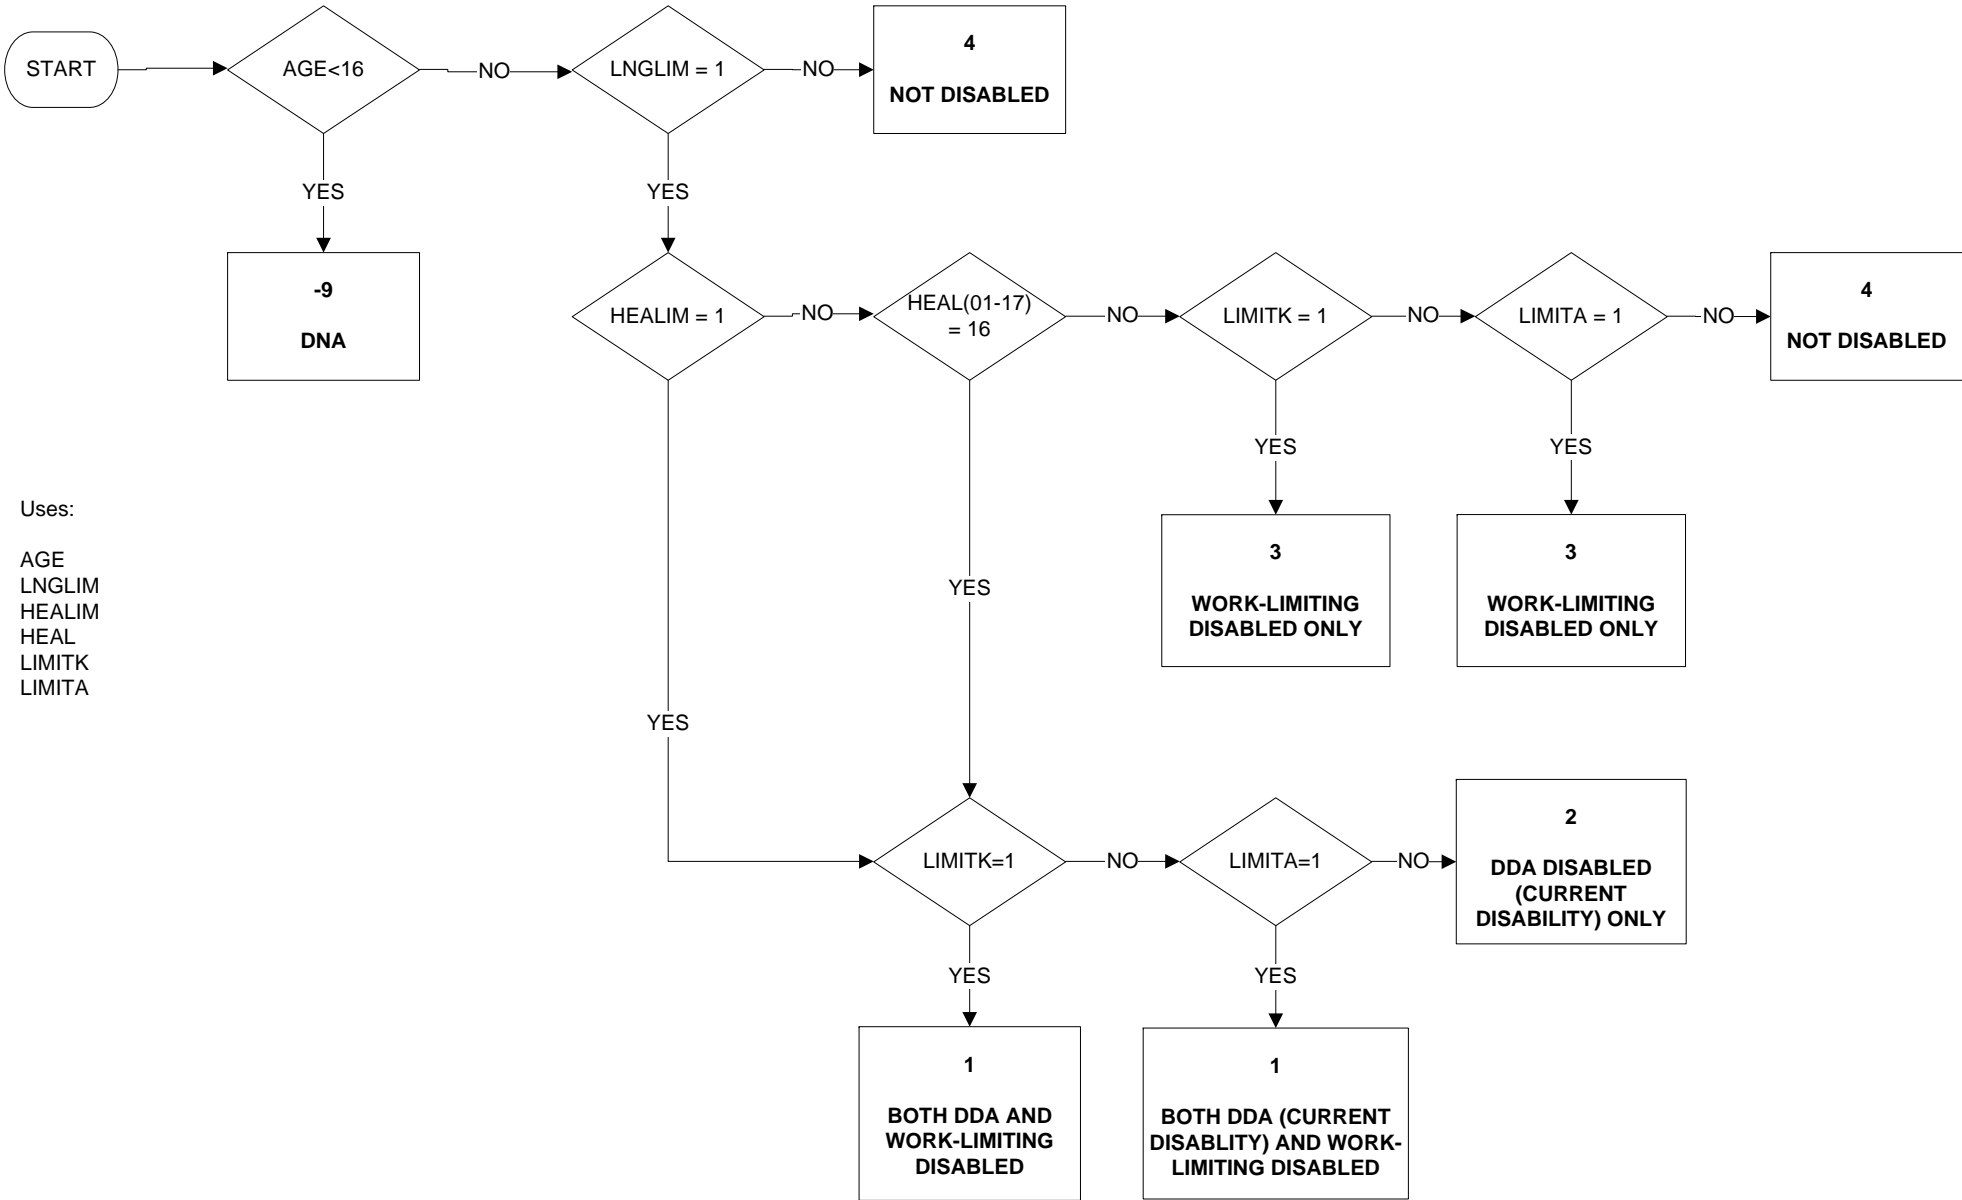 START
AGE<16
NO
LNGLIM = 1
NO
4
NOT DISABLED
YES
YES
-9
DNA
HEALIM = 1
NO
HEAL(01-17)
= 16
NO
LIMITK = 1
NO
LIMITA = 1
NO
4
NOT DISABLED
YES
YES
Uses:
AGE
LNGLIM
HEALIM
HEAL
LIMITK
LIMITA
3
WORK-LIMITING
DISABLED ONLY
3
WORK-LIMITING
DISABLED ONLY
YES
YES
LIMITK=1
NO
LIMITA=1
NO
2
DDA DISABLED
(CURRENT
DISABILITY) ONLY
YES
YES
1
BOTH DDA AND
WORK-LIMITING
DISABLED
1
BOTH DDA (CURRENT
DISABLITY) AND WORK-
LIMITING DISABLED